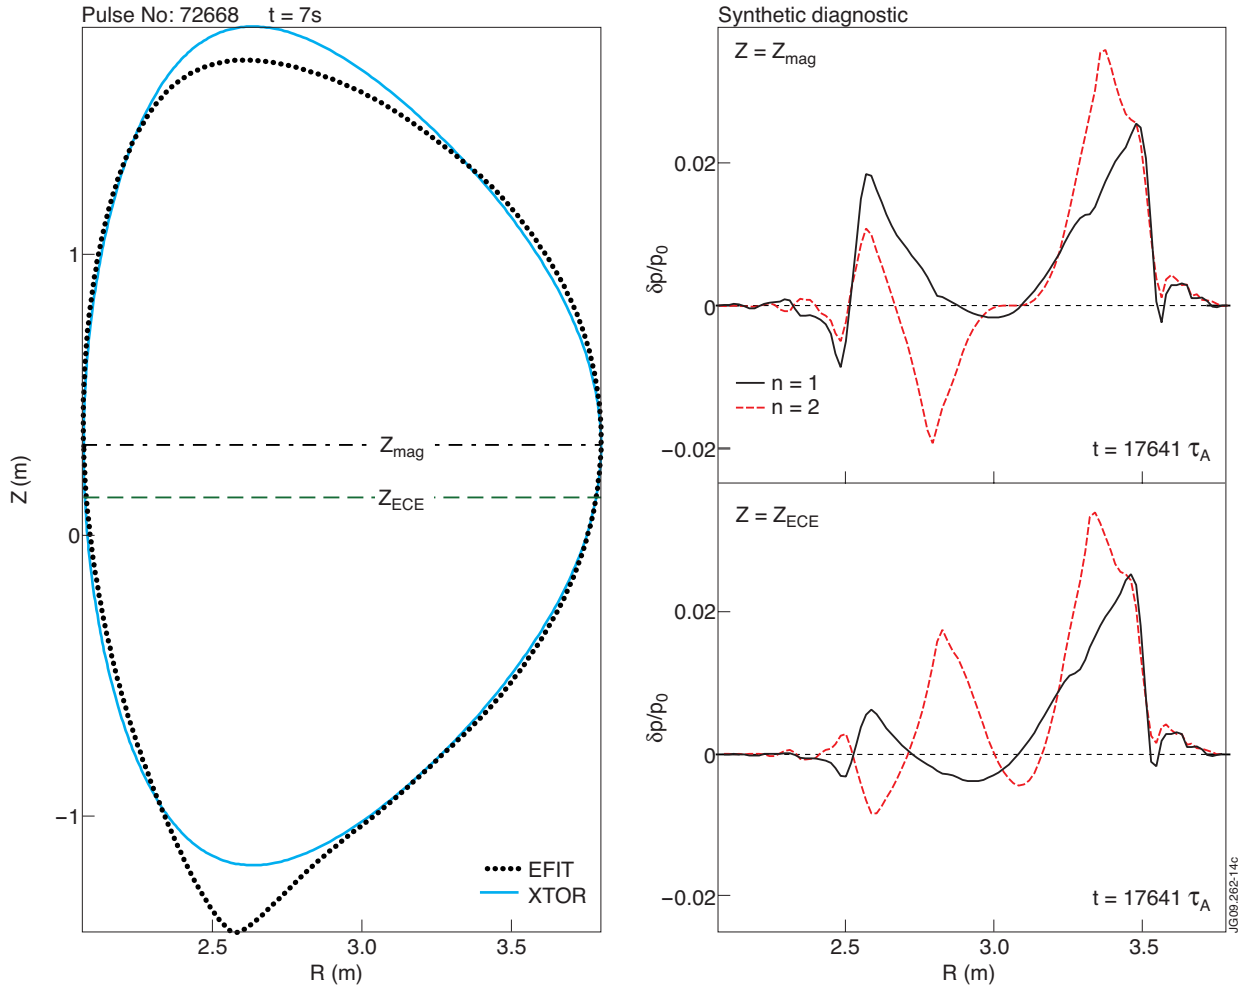 Pulse No: 72668 t = 7s
Z (m)
1
0
−1
Zmag
ZECE
EFIT
XTOR
2.5 3.0 3.5
R (m)
Synthetic diagnostic
Z = Zmag
δp/p0
0.02
0
−0.02
n = 1
n = 2
t = 17641 τA
Z = ZECE
δp/p0
0.02
0
−0.02
t = 17641 τA
2.5 3.0 3.5
R (m)
JG09.262-14c